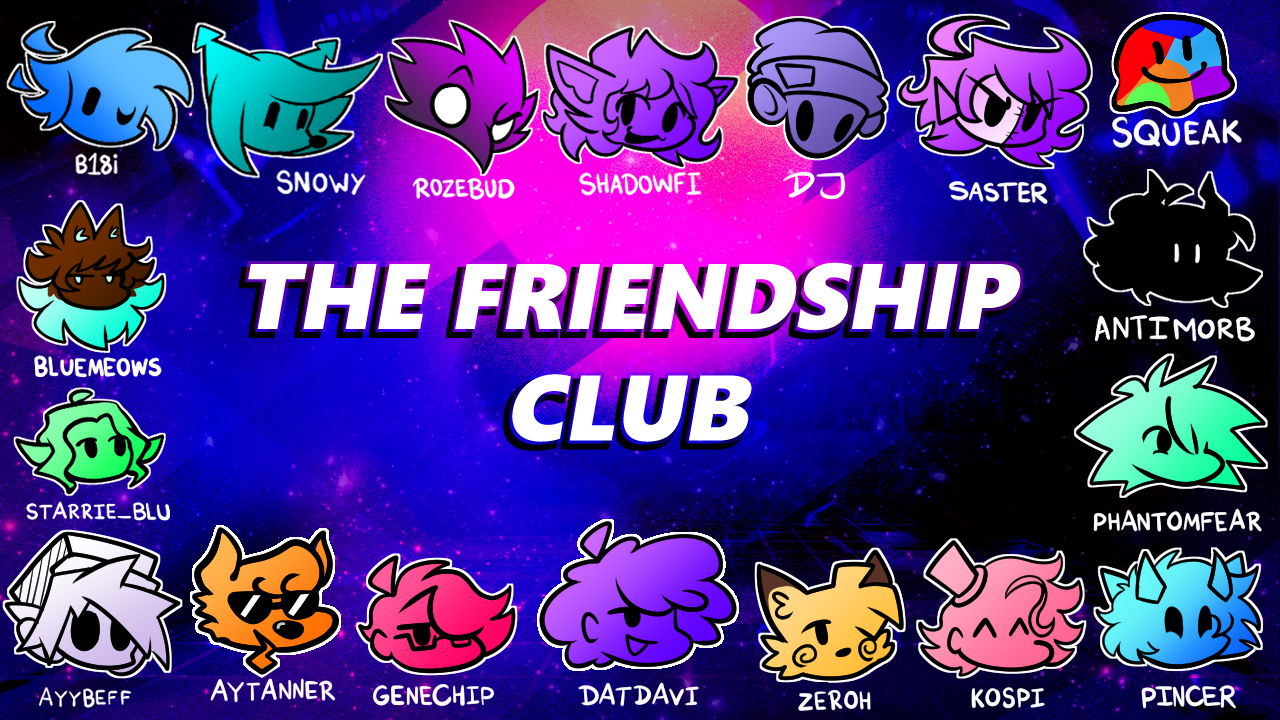 B18i
SNOWY
ROZEBUD
SHADOWFI
DJ
SASTER
SQUEAK
BLUEMEOWS
THE FRIENDSHIP
CLUB
ANTIMORB
STARRIE_BLU
PHANTOMFEAR
AYYBEFF
AYTANNER
GENECHIP
DATDAVI
ZEROH
KOSPI
PINCER